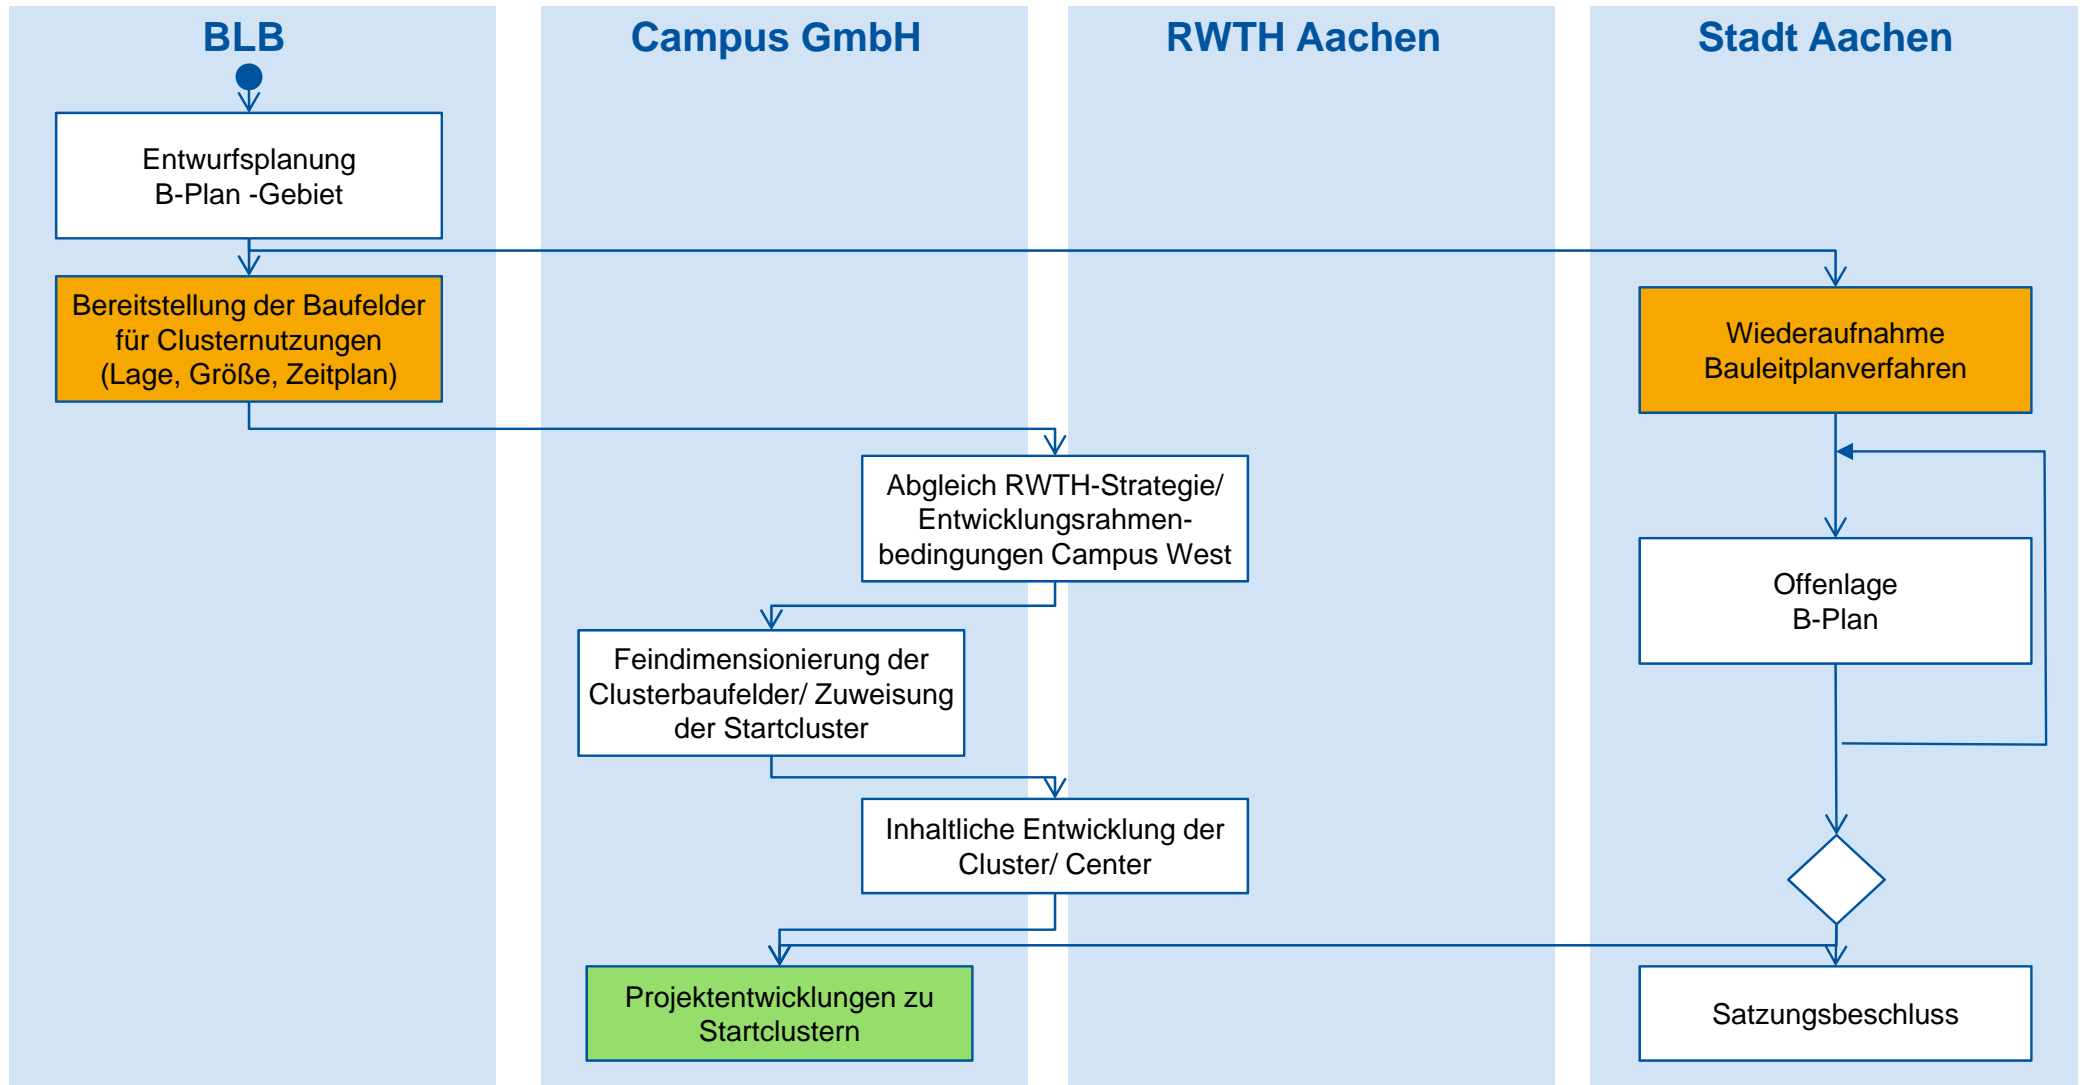 BLB
Campus GmbH
RWTH Aachen
Stadt Aachen
Entwurfsplanung
B-Plan -Gebiet
Bereitstellung der Baufelder
für Clusternutzungen
(Lage, Größe, Zeitplan)
Wiederaufnahme
Bauleitplanverfahren
Abgleich RWTH-Strategie/
Entwicklungsrahmen-
bedingungen Campus West
Offenlage
B-Plan
Feindimensionierung der
Clusterbaufelder/ Zuweisung
der Startcluster
Inhaltliche Entwicklung der
Cluster/ Center
Projektentwicklungen zu
Startclustern
Satzungsbeschluss